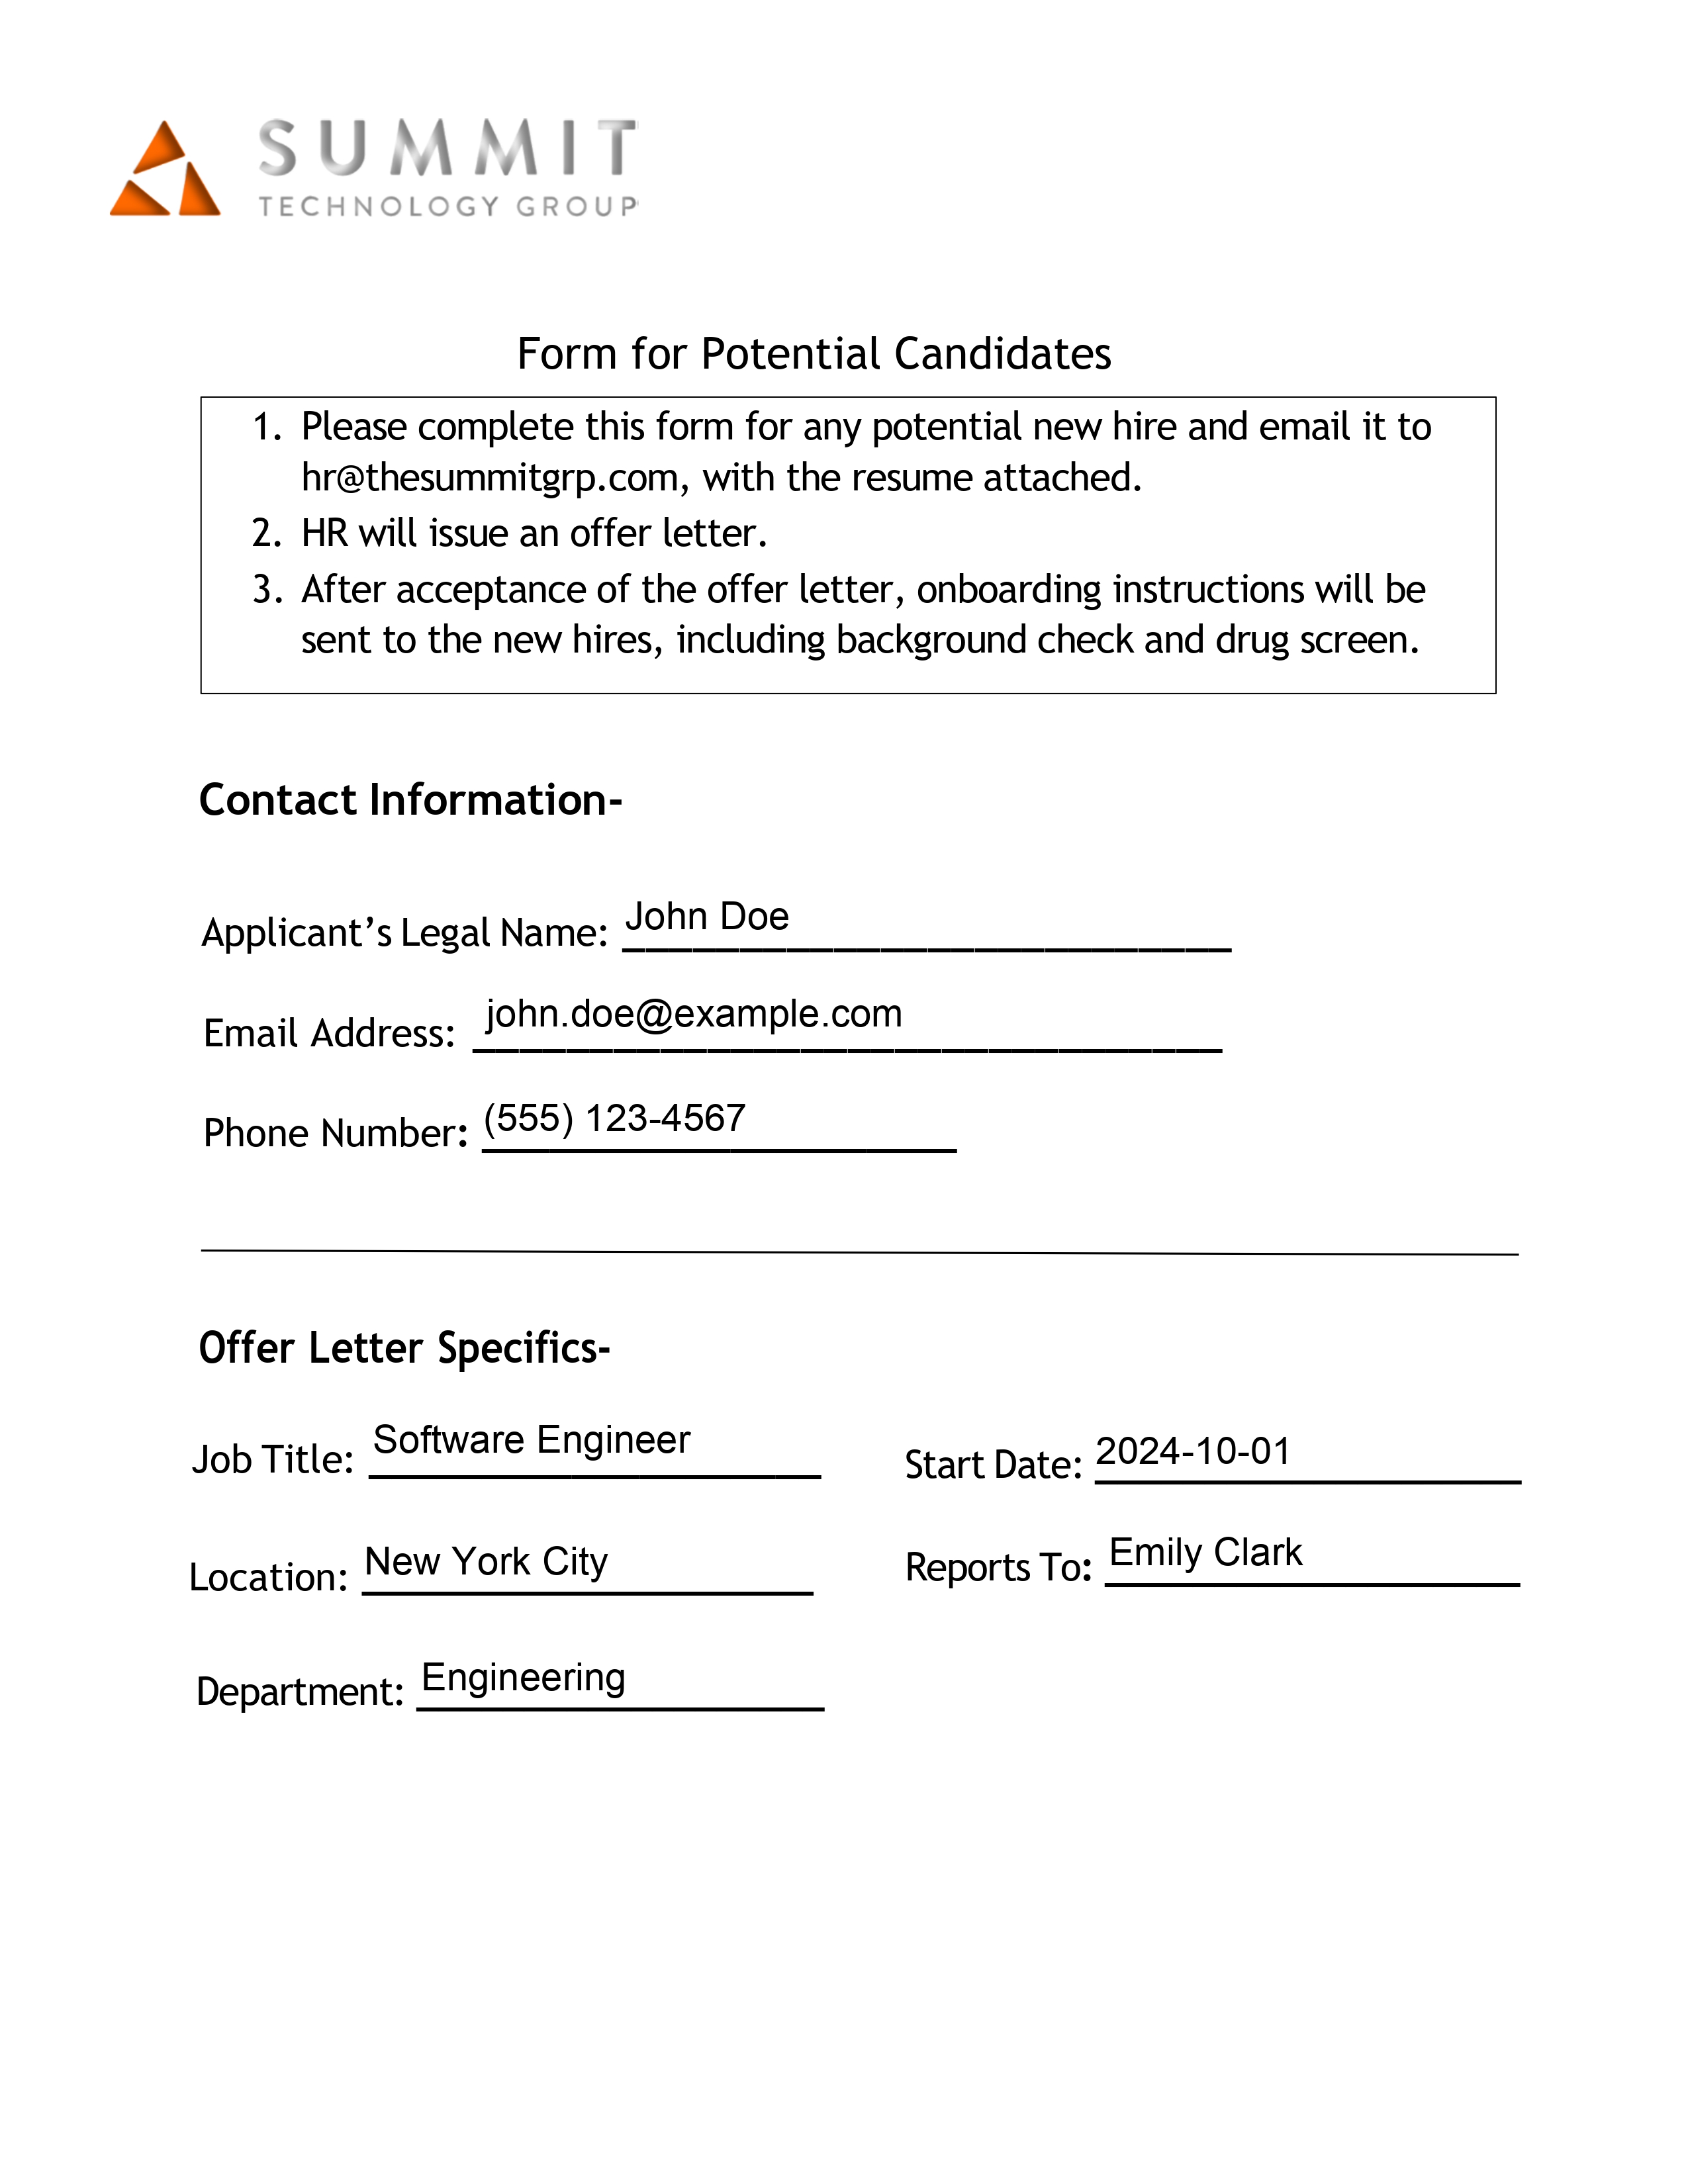 SUMMIT
TECHNOLOGY GROUP
Form for Potential Candidates
1. Please complete this form for any potential new hire and email it to
hr@thesummitgrp.com, with the resume attached.
2. HR will issue an offer letter.
3. After acceptance of the offer letter, onboarding instructions will be
sent to the new hires, including background check and drug screen.
Contact Information-
Applicant’s Legal Name: John Doe
Email Address: john.doe@example.com
Phone Number: (555) 123-4567
Offer Letter Specifics-
Job Title: Software Engineer
Start Date: 2024-10-01
Location: New York City
Reports To: Emily Clark
Department: Engineering